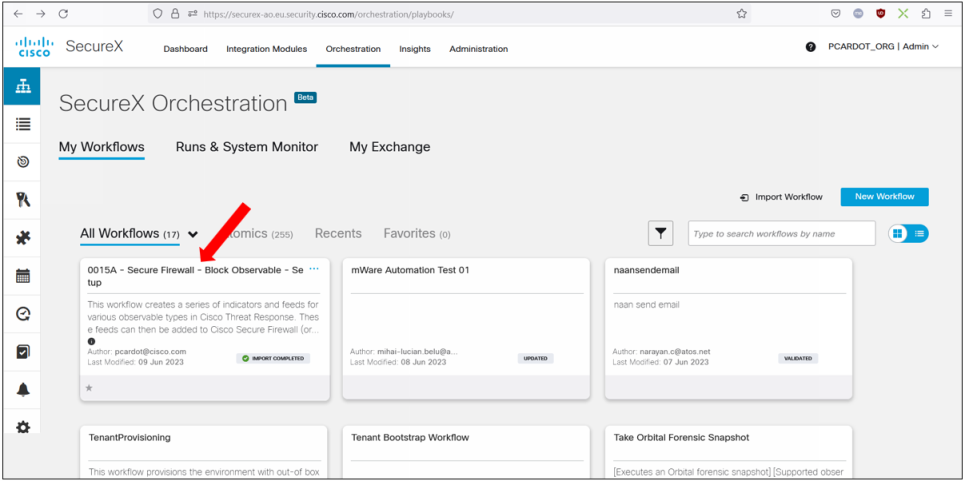 https://securex-ao.eu.security.cisco.com/orchestration/playbooks/
CISCO SecureX Dashboard Integration Modules Orchestration Insights Administration ? PCARDOT_ORG | Admin
SecureX Orchestration Beta
My Workflows Runs & System Monitor My Exchange
Import Workflow New Workflow
All Workflows (17) omics (255) Recents Favorites (0) Type to search workflows by name
0015A - Secure Firewall - Block Observable - Se ...
tup
This workflow creates a series of indicators and feeds for
various observable types in Cisco Threat Response. Thes
e feeds can then be added to Cisco Secure Firewall (or...
Author: pcardot@cisco.com
Last Modified: 09 Jun 2023
IMPORT COMPLETED
mWare Automation Test 01
Author: mihai-lucian.belu@a...
Last Modified: 08 Jun 2023
UPDATED
naansendemail
naan send email
Author: narayan.c@atos.net
Last Modified: 07 Jun 2023
VALIDATED
TenantProvisioning
This workflow provisions the environment with out-of box
Tenant Bootstrap Workflow
Take Orbital Forensic Snapshot
[Executes an Orbital forensic snapshot] [Supported obser